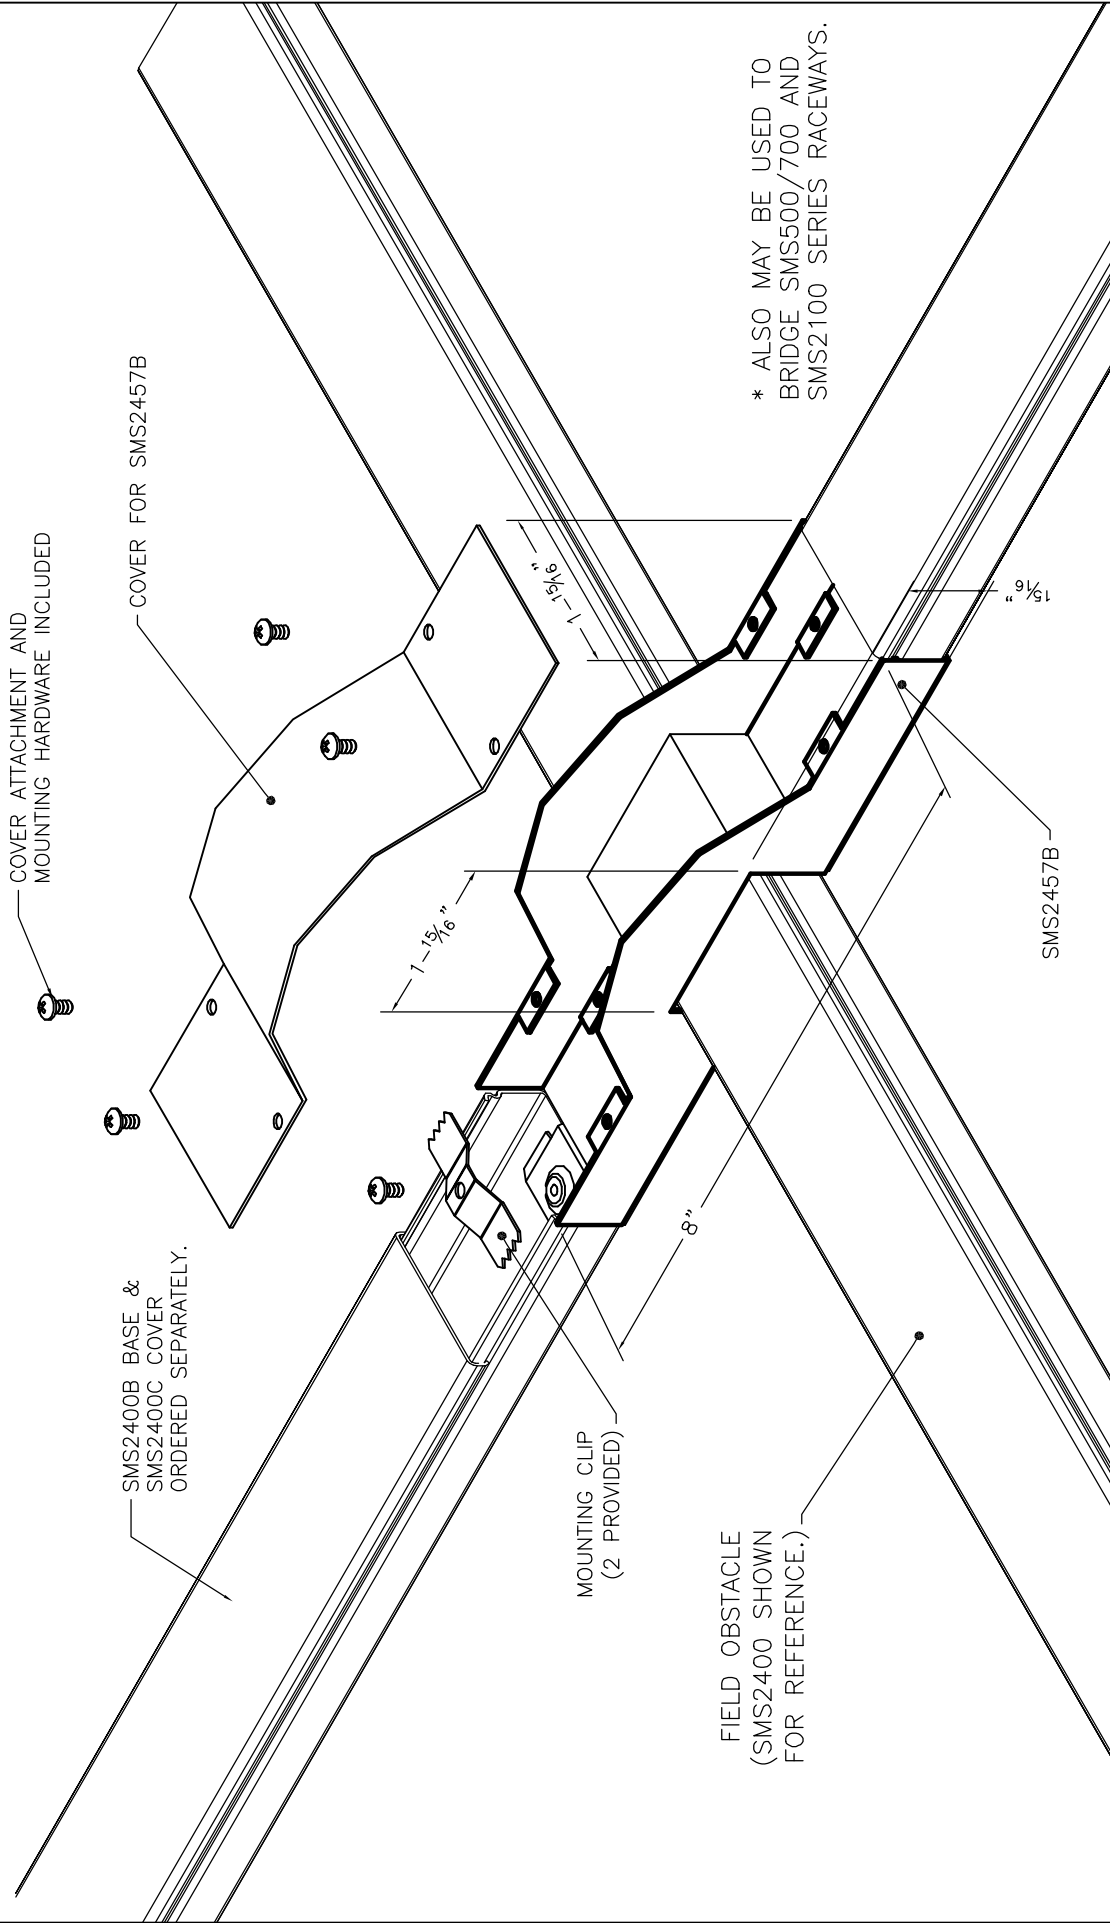 COVER ATTACHMENT AND
MOUNTING HARDWARE INCLUDED
COVER FOR SMS2457B
SMS2400B BASE &
SMS2400C COVER
ORDERED SEPARATELY.
1-15/16"
1-15/16"
* ALSO MAY BE USED TO
BRIDGE SMS500/700 AND
SMS2100 SERIES RACEWAYS.
15/16"
8"
MOUNTING CLIP
(2 PROVIDED)
SMS2457B
FIELD OBSTACLE
(SMS2400 SHOWN
FOR REFERENCE.)